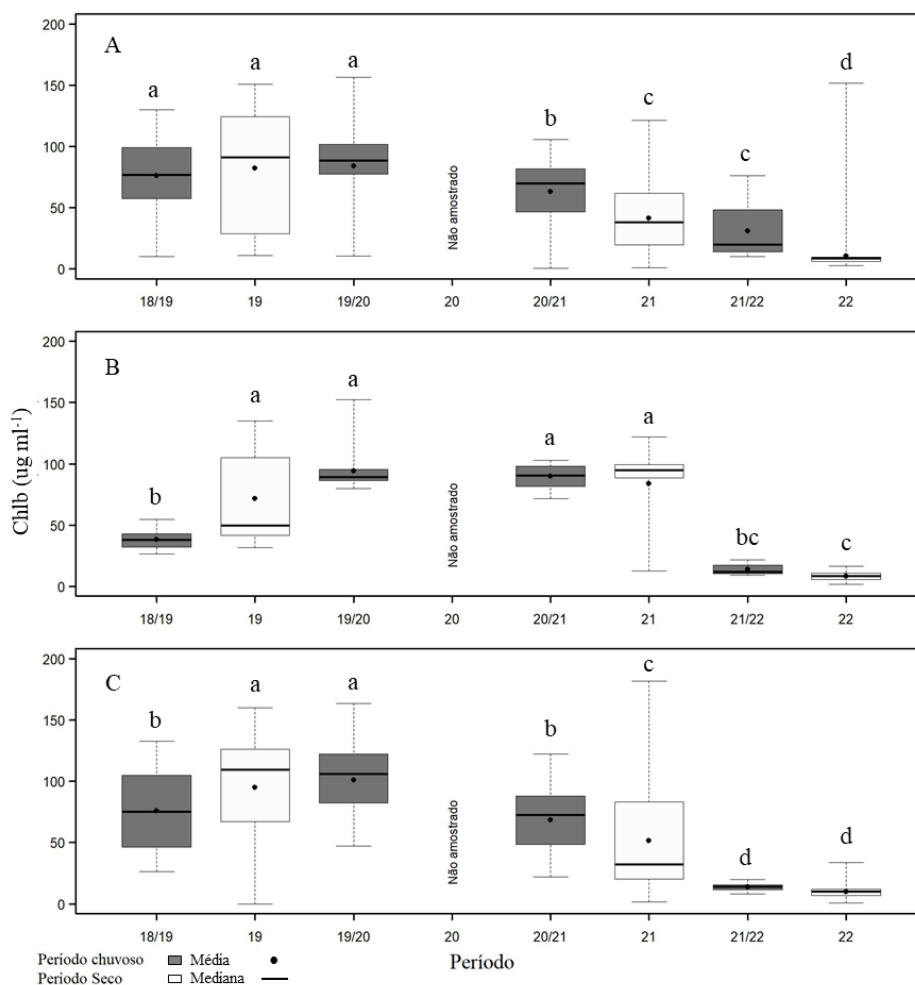 A
200
150
100
50
0
a
a
a
Não amostrado
b
c
c
d
18/19
19
19/20
20
20/21
21
21/22
22
B
200
150
100
50
0
b
a
a
Não amostrado
a
a
bc
c
18/19
19
19/20
20
20/21
21
21/22
22
Chlb (ug ml⁻¹)
C
200
150
100
50
0
b
a
a
Não amostrado
b
c
d
d
18/19
19
19/20
20
20/21
21
21/22
22
Período
Período chuvoso
Média
Período Seco
Mediana